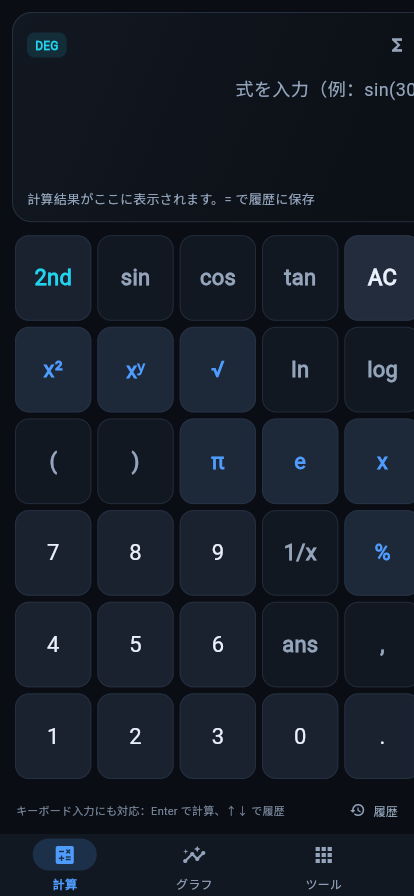 DEG Σ
式を入力（例：sin(30
計算結果がここに表示されます。= で履歴に保存
2nd sin cos tan AC
x² xʸ √ ln log
( ) π e x
7 8 9 1/x %
4 5 6 ans ,
1 2 3 0 .
キーボード入力にも対応：Enter で計算、↑↓ で履歴 履歴
計算 グラフ ツール